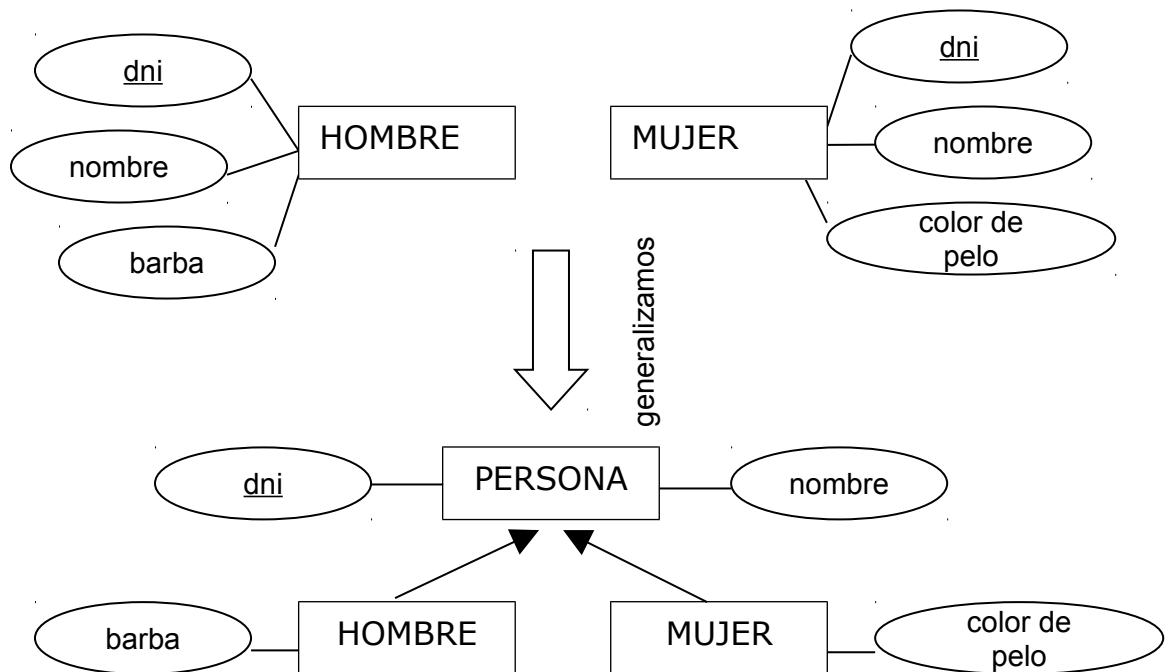 dni
dni
HOMBRE
MUJER
nombre
nombre
color de
pelo
barba
generalizamos
dni
PERSONA
nombre
barba
HOMBRE
MUJER
color de
pelo